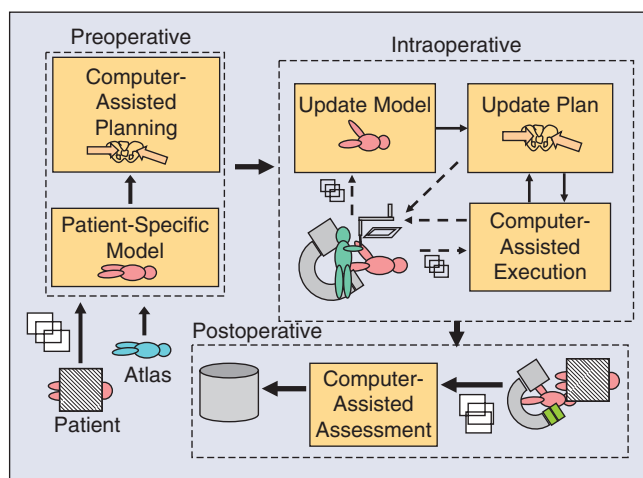 Preoperative
Computer-
Assisted
Planning
Patient-Specific
Model
Patient
Atlas
Intraoperative
Update Model
Update Plan
Computer-
Assisted
Execution
Postoperative
Computer-
Assisted
Assessment